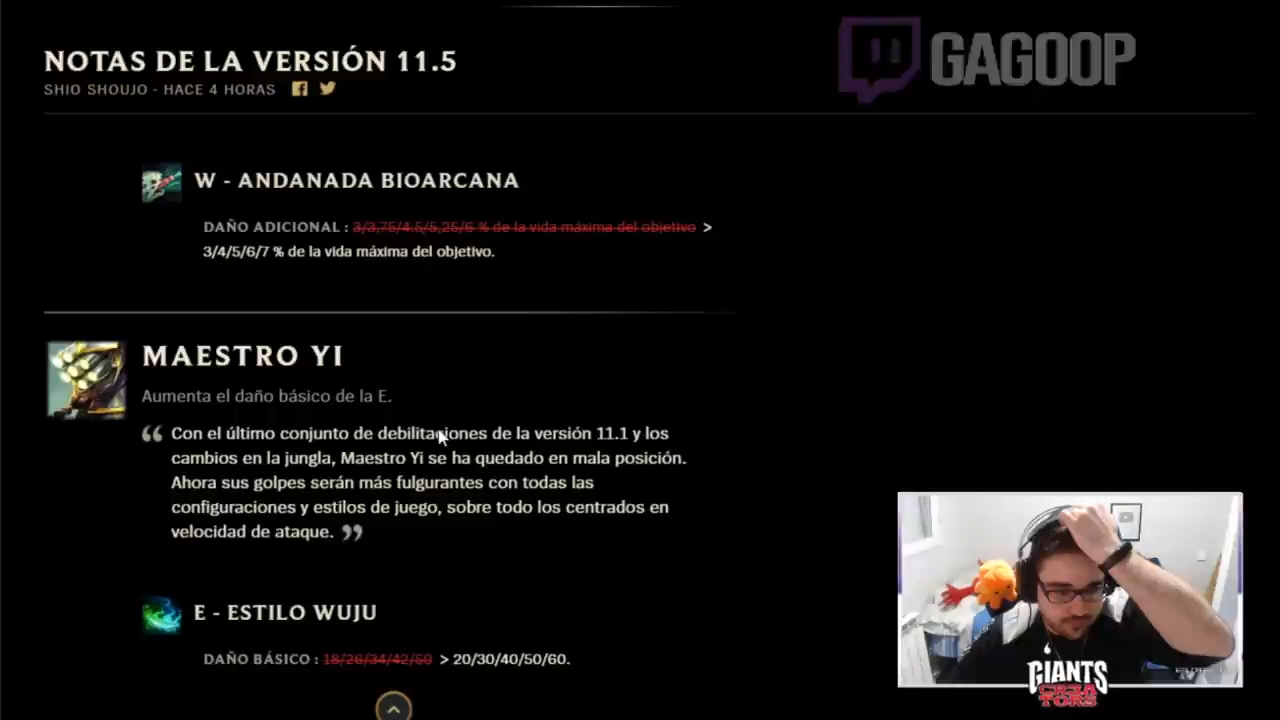 NOTAS DE LA VERSIÓN 11.5
SHIO SHOUJO - HACE 4 HORAS
GAGOOP
W - ANDANADA BIOARCANA
DAÑO ADICIONAL : 3/3,75/4.5/5,25/6 % de la vida máxima del objetivo >
3/4/5/6/7 % de la vida máxima del objetivo.
MAESTRO YI
Aumenta el daño básico de la E.
“ Con el último conjunto de debilitaciones de la versión 11.1 y los
cambios en la jungla, Maestro Yi se ha quedado en mala posición.
Ahora sus golpes serán más fulgurantes con todas las
configuraciones y estilos de juego, sobre todo los centrados en
velocidad de ataque. ”
E - ESTILO WUJU
DAÑO BÁSICO : 18/26/34/42/50 > 20/30/40/50/60.
GIANTS
CR3A
TORS